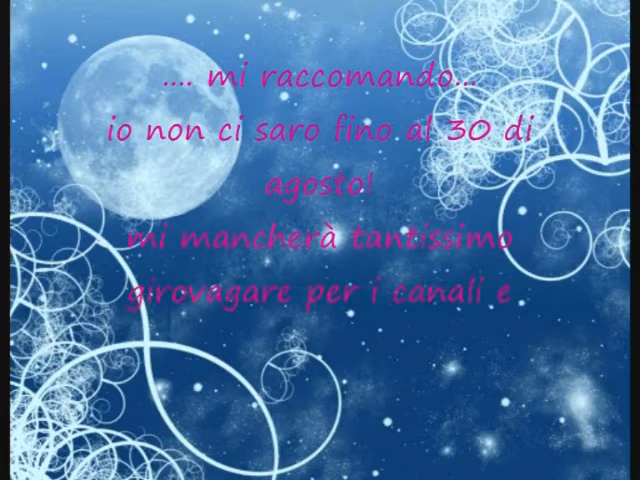 .... mi raccomando...
io non ci saro fino al 30 di
agosto!
mi mancherà tantissimo
girovagare per i canali e